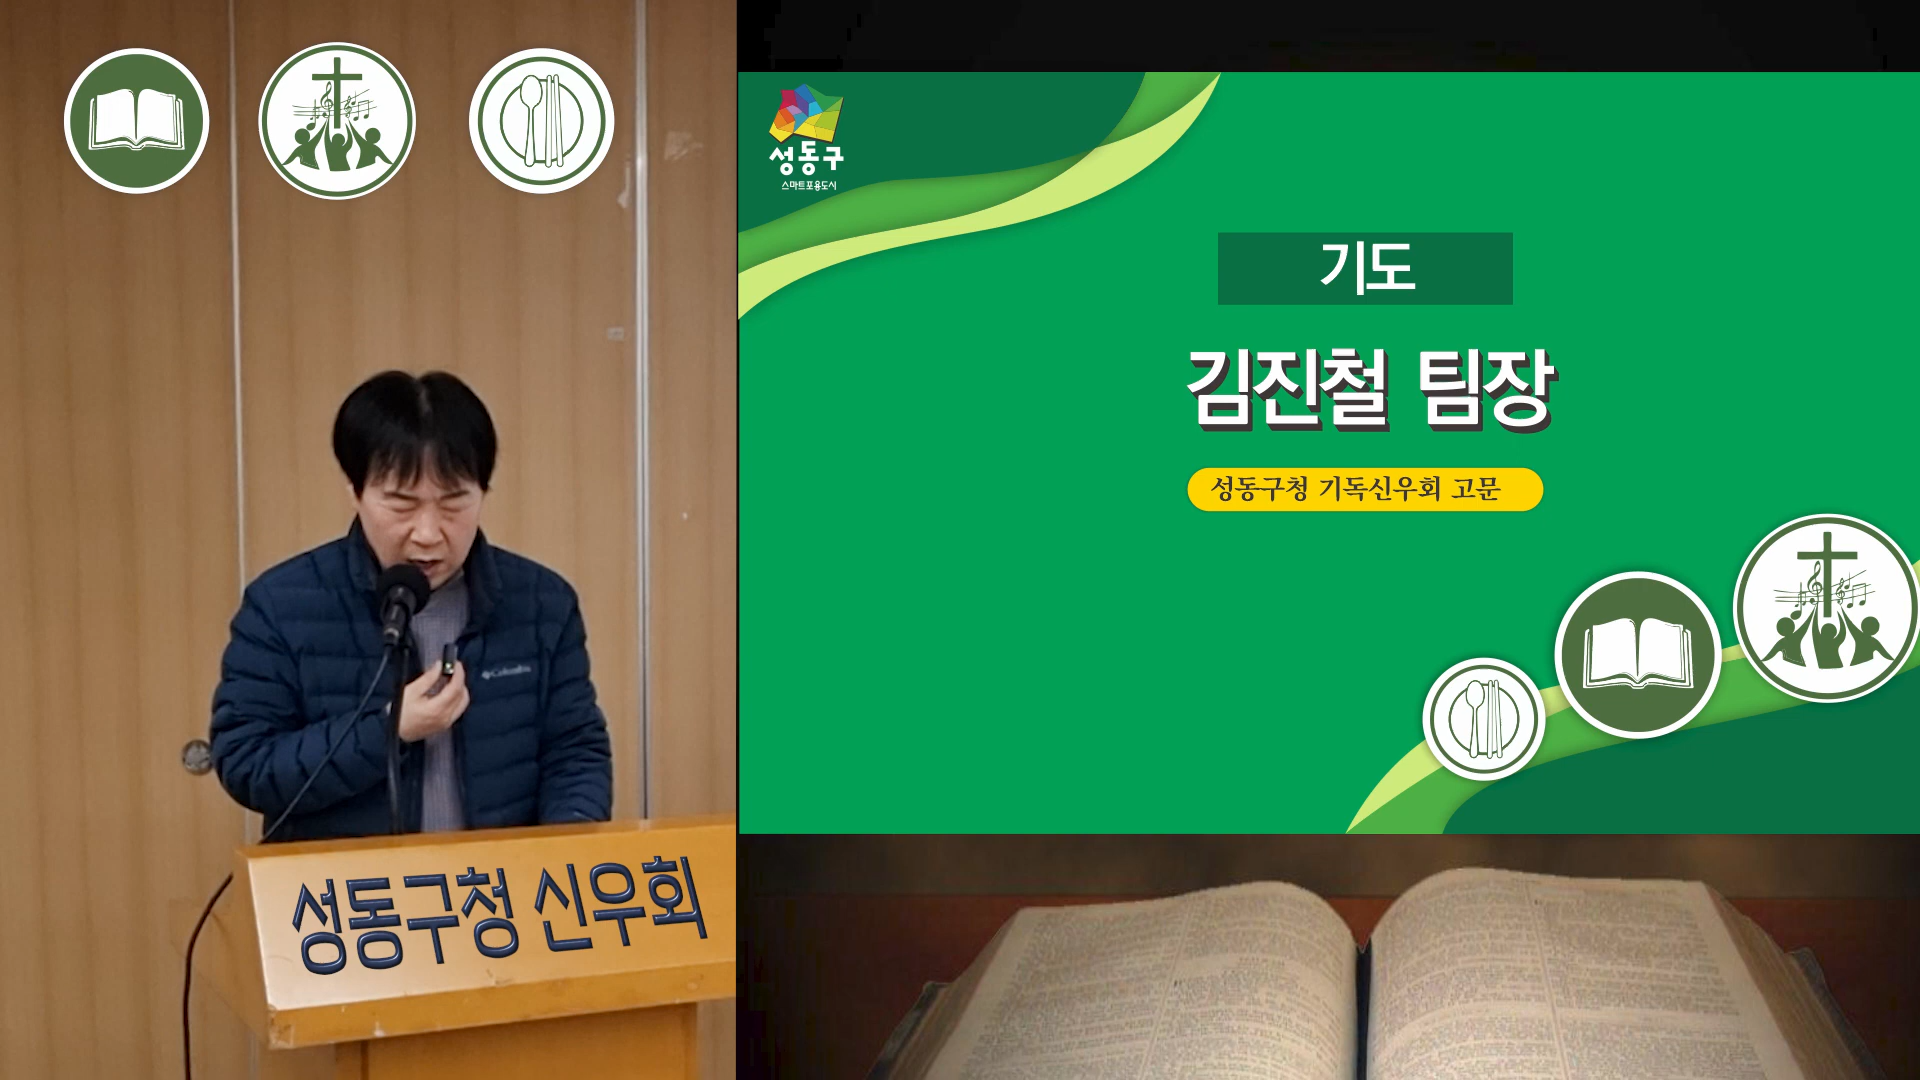 성동구
스마트포용도시
기도
김진철 팀장
성동구청 기독신우회 고문
Columbia
성동구청 신우회